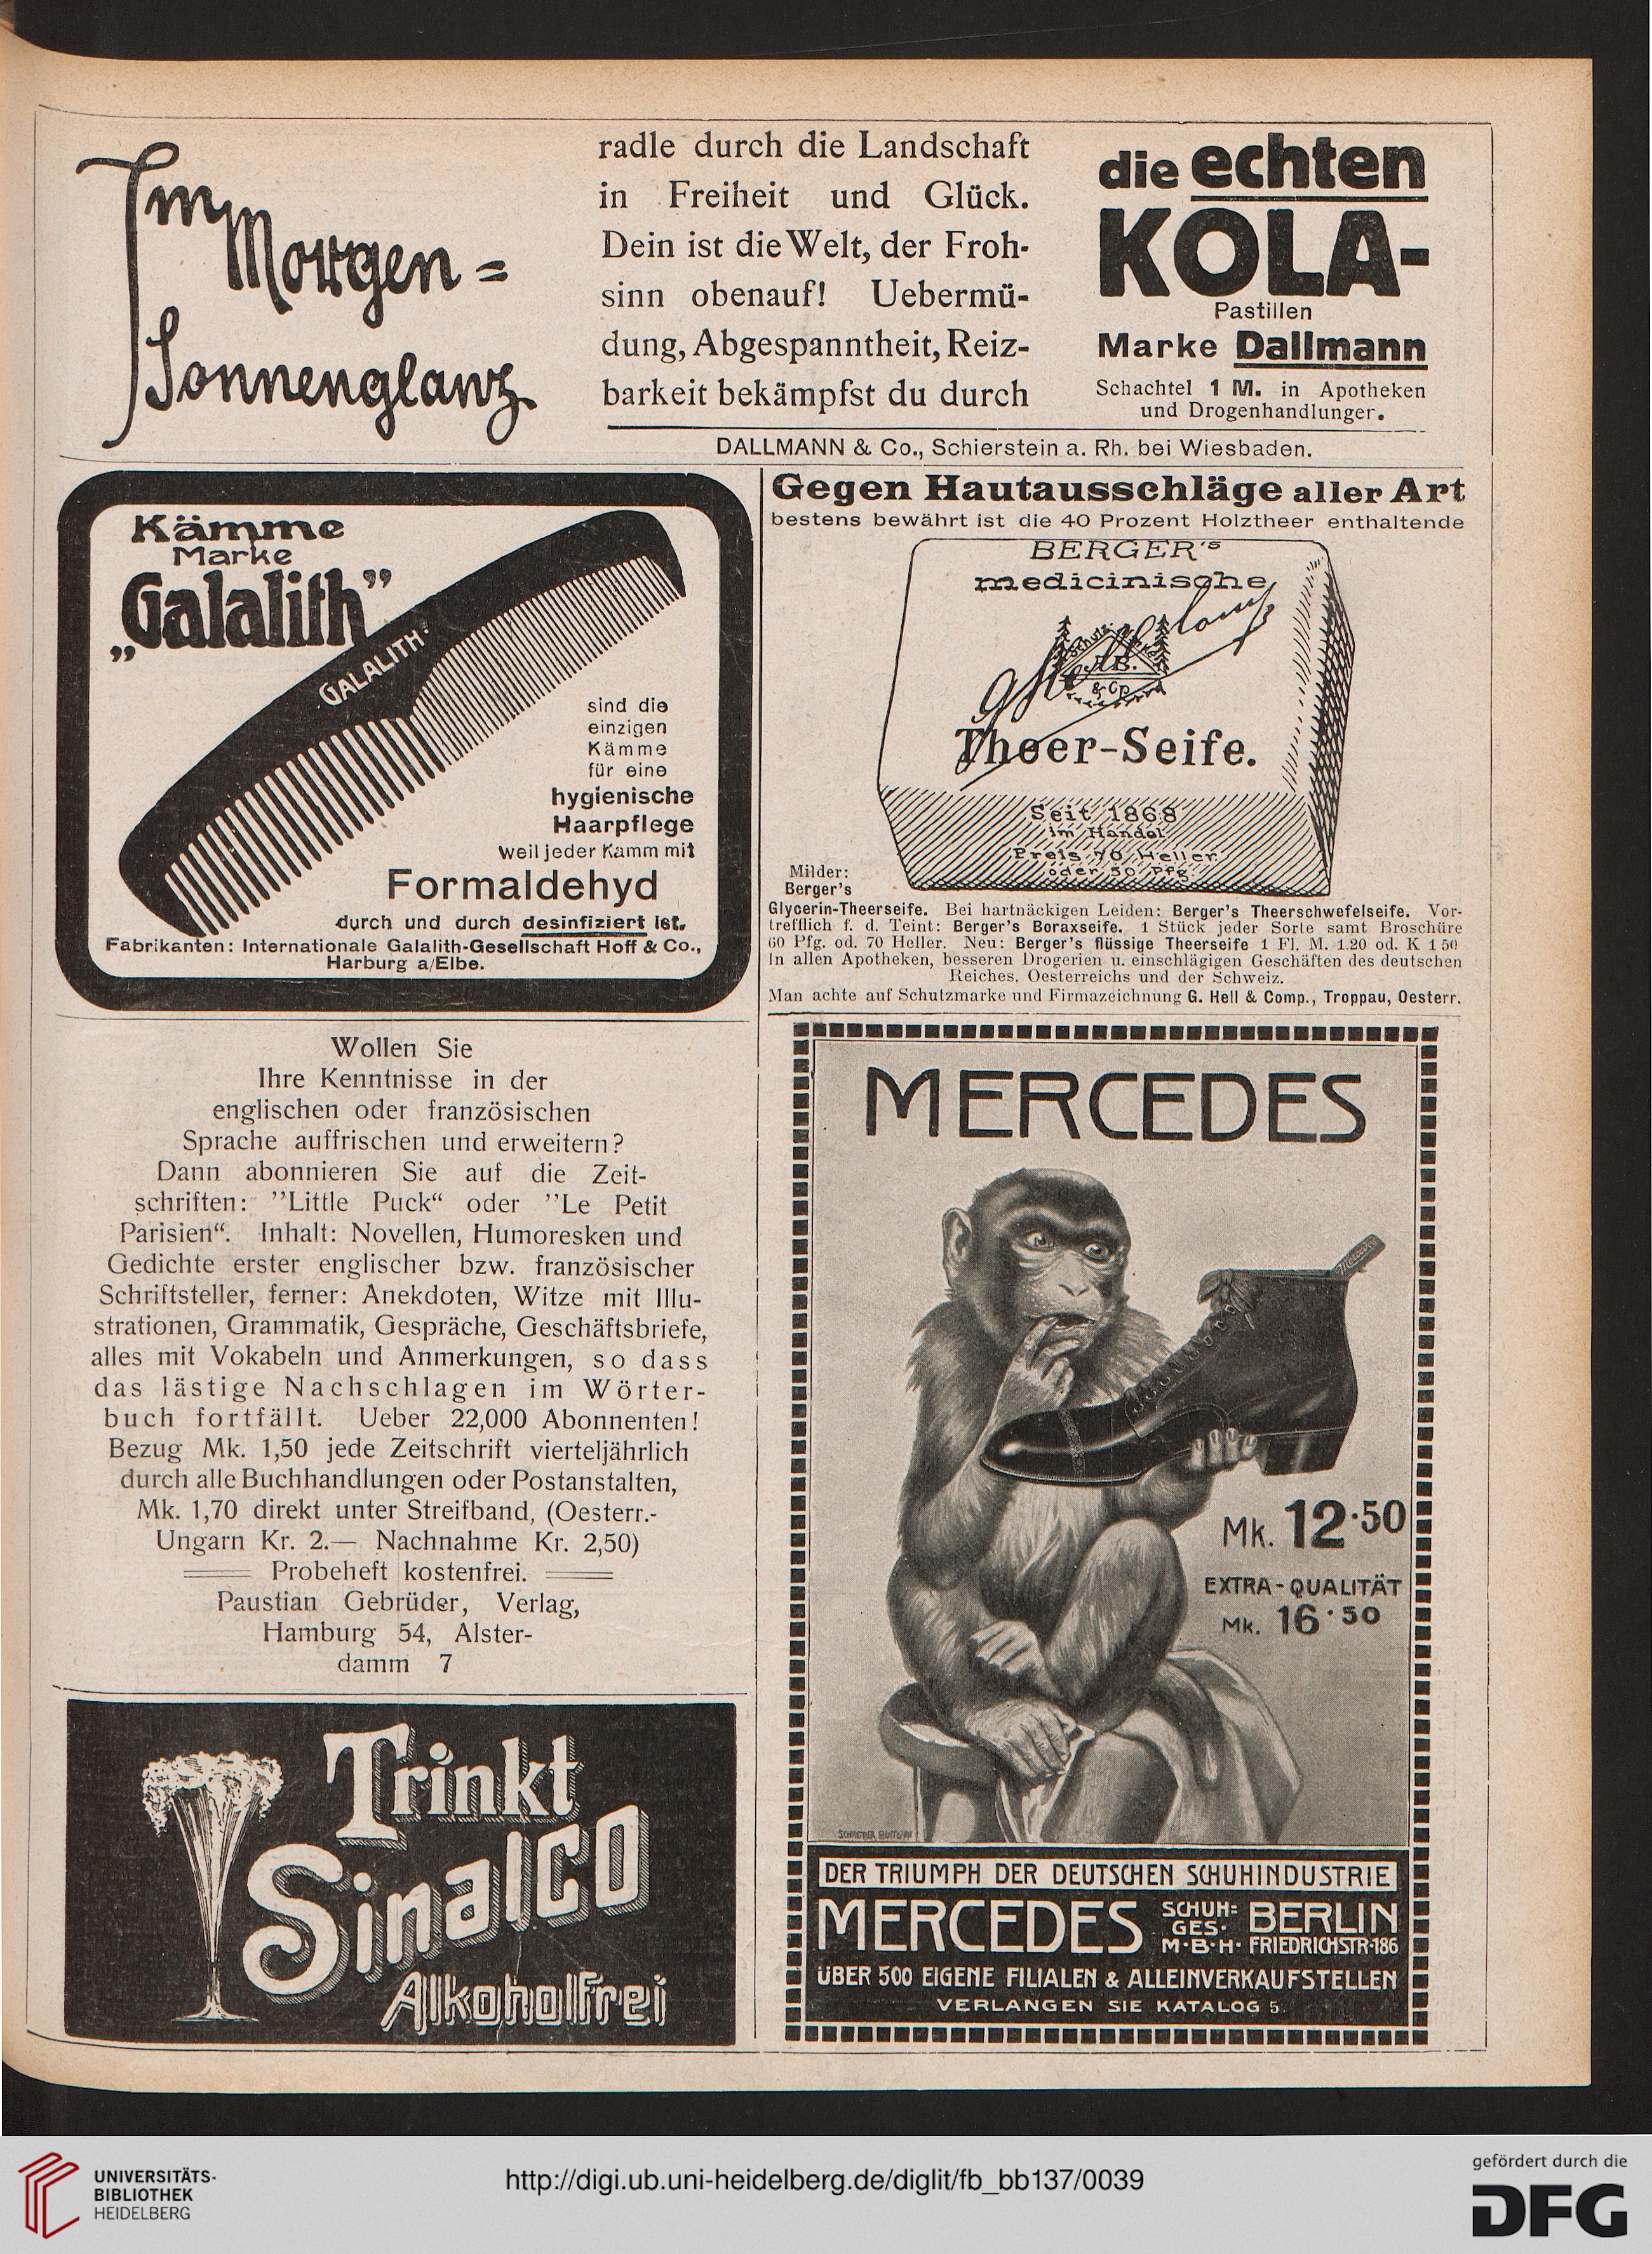 Im
Morgen=
Sonnenglanz
radle durch die Landschaft
in Freiheit und Glück.
Dein ist die Welt, der Froh-
sinn obenauf! Uebermü-
dung, Abgespanntheit, Reiz-
barkeit bekämpfst du durch
die echten
KOLA-
Pastillen
Marke Dallmann
Schachtel 1 M. in Apotheken
und Drogenhandlungen.
DALLMANN & Co., Schierstein a. Rh. bei Wiesbaden.
Kämme
Marke
„Galalith”
GALALITH.
sind die
einzigen
Kämme
für eine
hygienische
Haarpflege
weil jeder Kamm mit
Formaldehyd
durch und durch desinfiziert ist.
Fabrikanten: Internationale Galalith-Gesellschaft Hoff & Co.,
Harburg a/Elbe.
Gegen Hautausschläge aller Art
bestens bewährt ist die 40 Prozent Holztheer enthaltende
BERGER's
medicinische
Schutz-
A.B.
& Cp
Theer-Seife.
Seit 1868
im Handel
Preis 70 Heller
oder 50 Pfg.
Milder:
Berger's
Glycerin-Theerseife. Bei hartnäckigen Leiden: Berger's Theerschwefelseife. Vor-
trefflich f. d. Teint: Berger's Boraxseife. 1 Stück jeder Sorte samt Broschüre
60 Pfg. od. 70 Heller. Neu: Berger's flüssige Theerseife 1 Fl. M. 1.20 od. K 1 50
In allen Apotheken, besseren Drogerien u. einschlägigen Geschäften des deutschen
Reiches, Oesterreichs und der Schweiz.
Man achte auf Schutzmarke und Firmazeichnung G. Hell & Comp., Troppau, Oesterr.
Wollen Sie
Ihre Kenntnisse in der
englischen oder französischen
Sprache auffrischen und erweitern?
Dann abonnieren Sie auf die Zeit-
schriften: ”Little Puck“ oder ”Le Petit
Parisien“. Inhalt: Novellen, Humoresken und
Gedichte erster englischer bzw. französischer
Schriftsteller, ferner: Anekdoten, Witze mit Illu-
strationen, Grammatik, Gespräche, Geschäftsbriefe,
alles mit Vokabeln und Anmerkungen, so dass
das lästige Nachschlagen im Wörter-
buch fortfällt. Ueber 22,000 Abonnenten!
Bezug Mk. 1,50 jede Zeitschrift vierteljährlich
durch alle Buchhandlungen oder Postanstalten,
Mk. 1,70 direkt unter Streifband, (Oesterr.-
Ungarn Kr. 2.— Nachnahme Kr. 2,50)
Probeheft kostenfrei.
Paustian Gebrüder, Verlag,
Hamburg 54, Alster-
damm 7
Trinkt
Sinalco
Alkoholfrei
MERCEDES
Mercedes
Mk. 12·50
EXTRA-QUALITÄT
Mk. 16·50
DER TRIUMPH DER DEUTSCHEN SCHUHINDUSTRIE
MERCEDES SCHUH=
GES·
M·B·H· BERLIN
FRIEDRICHSTR·186
ÜBER 500 EIGENE FILIALEN & ALLEINVERKAUFSTELLEN
VERLANGEN SIE KATALOG 5.
UNIVERSITÄTS-
BIBLIOTHEK
HEIDELBERG
http://digi.ub.uni-heidelberg.de/diglit/fb_bb137/0039
gefördert durch die
DFG